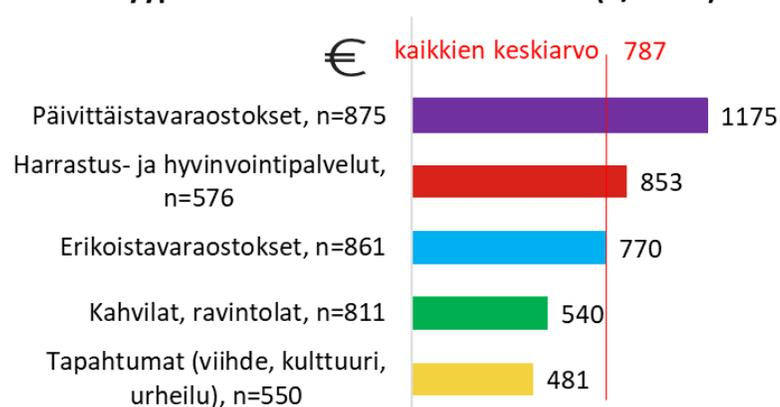 €
kaikkien keskiarvo 787
Päivittäistavaraostokset, n=875
1175
Harrastus- ja hyvinvointipalvelut,
n=576
853
Erikoistavaraostokset, n=861
770
Kahvilat, ravintolat, n=811
540
Tapahtumat (viihde, kulttuuri,
urheilu), n=550
481